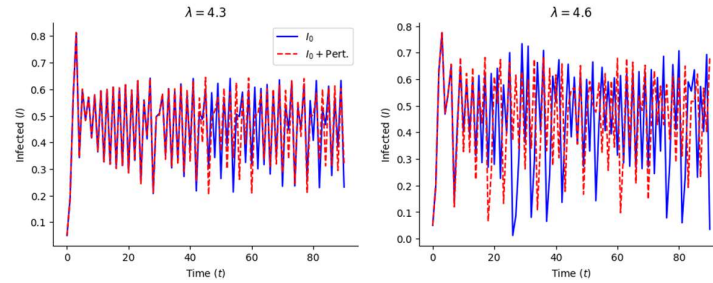 λ = 4.3
Infected (I)
0.8
0.7
0.6
0.5
0.4
0.3
0.2
0.1
I₀
I₀ + Pert.
0 20 40 60 80
Time (t)
λ = 4.6
Infected (I)
0.8
0.7
0.6
0.5
0.4
0.3
0.2
0.1
0.0
0 20 40 60 80
Time (t)